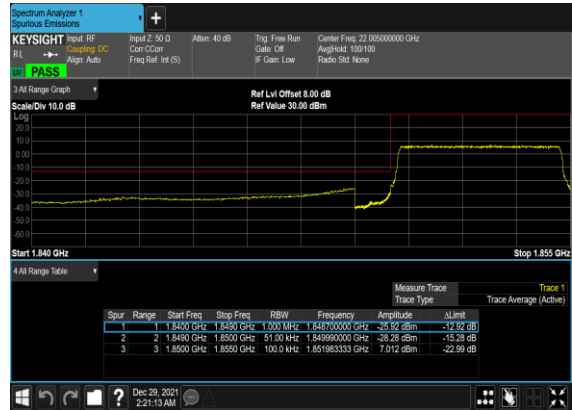 Spectrum Analyzer 1
Spurious Emissions
KEYSIGHT Input: RF Input Z: 50 Ω Atten: 40 dB Trig: Free Run Center Freq: 22.005000000 GHz
RL Coupling: DC Corr CCorr Gate: Off Avg|Hold: 100/100
Align: Auto Freq Ref: Int (S) IF Gain: Low Radio Std: None
PASS
3 All Range Graph
Ref Lvl Offset 8.00 dB
Scale/Div 10.0 dB Ref Value 30.00 dBm
Log
20.0
10.0
0.00
-10.0
-20.0
-30.0
-40.0
-50.0
-60.0
Start 1.840 GHz Stop 1.855 GHz
4 All Range Table
Measure Trace Trace 1
Trace Type Trace Average (Active)
Spur Range Start Freq Stop Freq RBW Frequency Amplitude ΔLimit
1 1 1.8400 GHz 1.8490 GHz 1.000 MHz 1.848700000 GHz -25.92 dBm -12.92 dB
2 2 1.8490 GHz 1.8500 GHz 51.00 kHz 1.849990000 GHz -28.28 dBm -15.28 dB
3 3 1.8500 GHz 1.8550 GHz 100.0 kHz 1.851983333 GHz 7.012 dBm -22.99 dB
Dec 29, 2021
2:21:13 AM